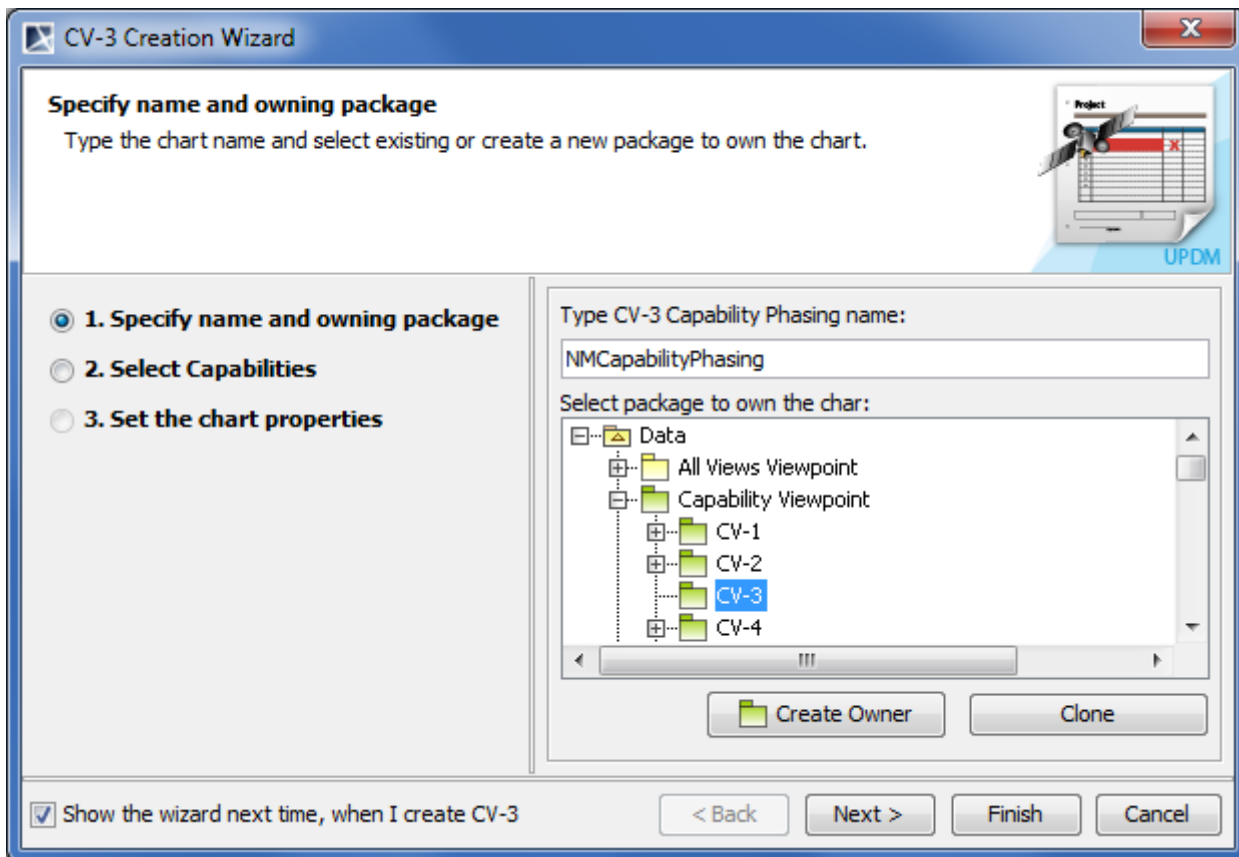 CV-3 Creation Wizard
Specify name and owning package
Type the chart name and select existing or create a new package to own the chart.
Project
UPDM
1. Specify name and owning package
2. Select Capabilities
3. Set the chart properties
Type CV-3 Capability Phasing name:
NMCapabilityPhasing
Select package to own the char:
Data
All Views Viewpoint
Capability Viewpoint
CV-1
CV-2
CV-3
CV-4
Create Owner
Clone
Show the wizard next time, when I create CV-3
< Back
Next >
Finish
Cancel